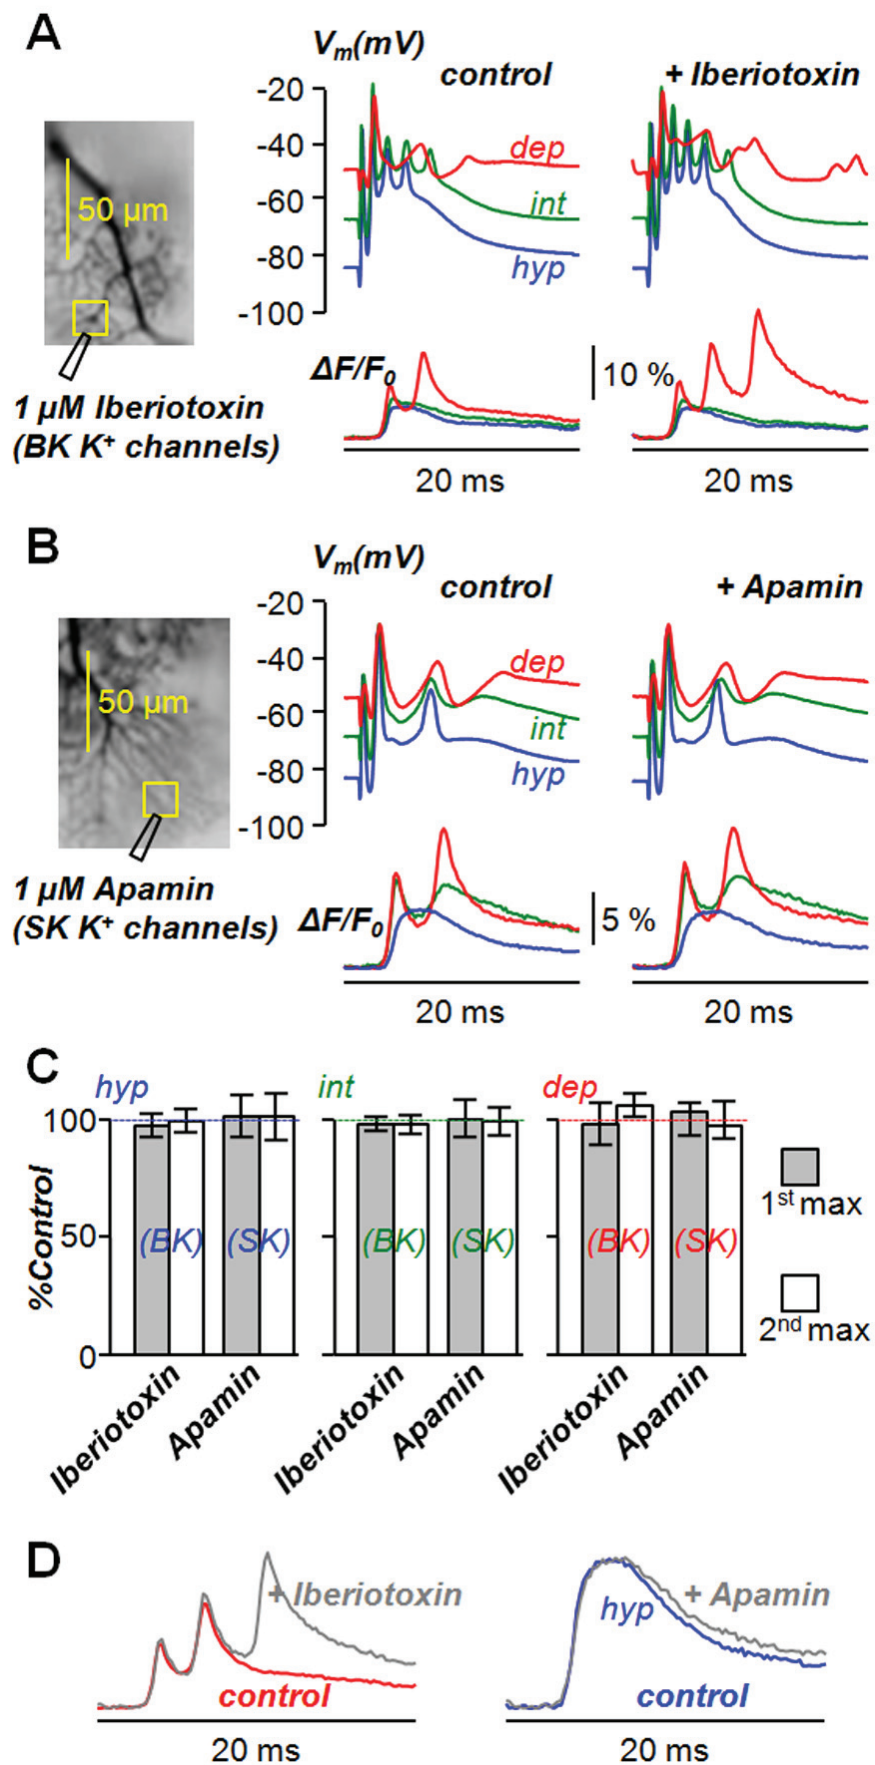 A
Vm(mV)
control
+ Iberiotoxin
-20
-40
-60
-80
-100
dep
int
hyp
50 µm
1 µM Iberiotoxin
(BK K+ channels)
ΔF/F0
10 %
20 ms
20 ms
B
Vm(mV)
control
+ Apamin
-20
-40
-60
-80
-100
dep
int
hyp
50 µm
1 µM Apamin
(SK K+ channels)
ΔF/F0
5 %
20 ms
20 ms
C
hyp
int
dep
%Control
100
50
0
(BK) (SK)
(BK) (SK)
(BK) (SK)
1st max
2nd max
Iberiotoxin
Apamin
Iberiotoxin
Apamin
Iberiotoxin
Apamin
D
+ Iberiotoxin
control
20 ms
+ Apamin
hyp
control
20 ms